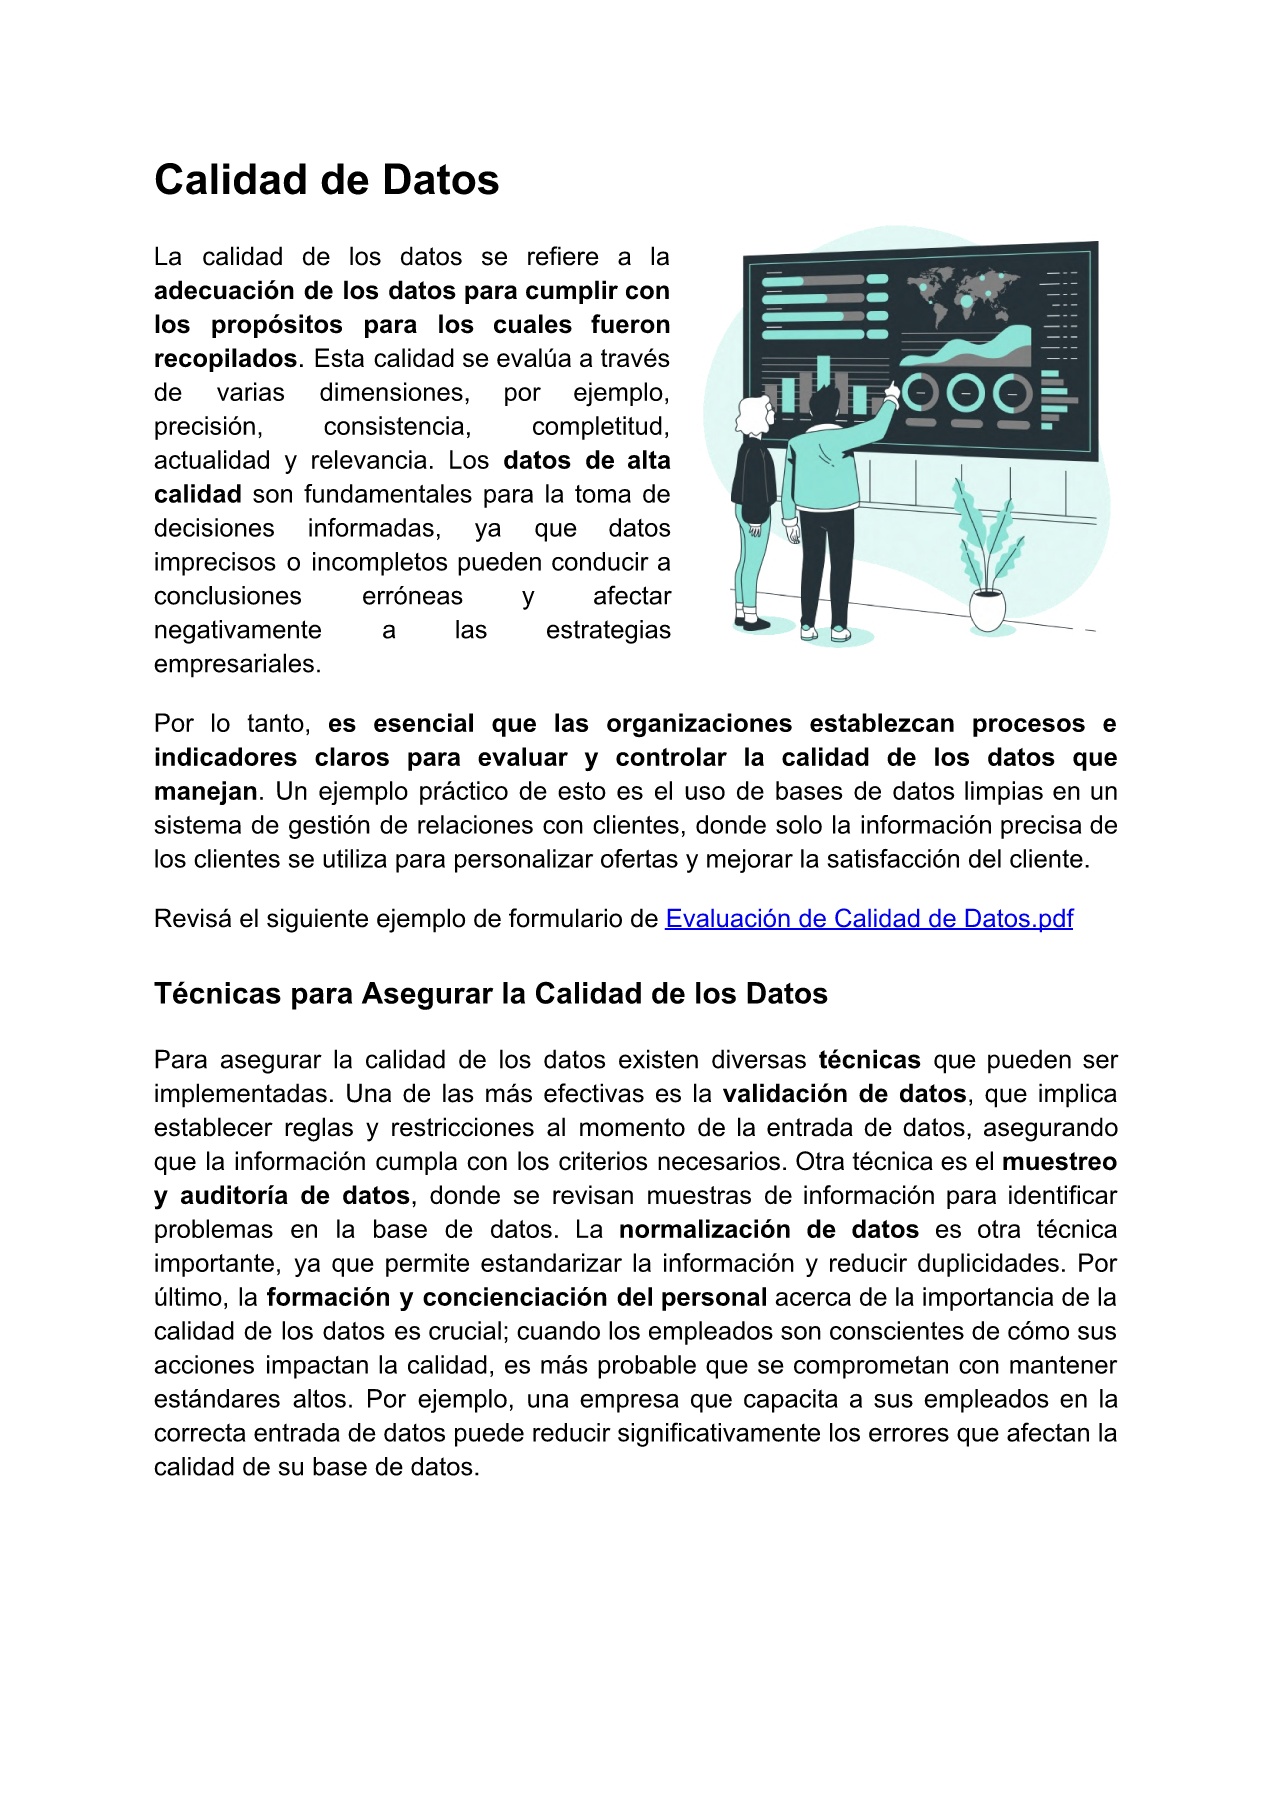 Calidad de Datos
La calidad de los datos se refiere a la
adecuación de los datos para cumplir con
los propósitos para los cuales fueron
recopilados. Esta calidad se evalúa a través
de varias dimensiones, por ejemplo,
precisión, consistencia, completitud,
actualidad y relevancia. Los datos de alta
calidad son fundamentales para la toma de
decisiones informadas, ya que datos
imprecisos o incompletos pueden conducir a
conclusiones erróneas y afectar
negativamente a las estrategias
empresariales.
Por lo tanto, es esencial que las organizaciones establezcan procesos e
indicadores claros para evaluar y controlar la calidad de los datos que
manejan. Un ejemplo práctico de esto es el uso de bases de datos limpias en un
sistema de gestión de relaciones con clientes, donde solo la información precisa de
los clientes se utiliza para personalizar ofertas y mejorar la satisfacción del cliente.
Revisá el siguiente ejemplo de formulario de Evaluación de Calidad de Datos.pdf
Técnicas para Asegurar la Calidad de los Datos
Para asegurar la calidad de los datos existen diversas técnicas que pueden ser
implementadas. Una de las más efectivas es la validación de datos, que implica
establecer reglas y restricciones al momento de la entrada de datos, asegurando
que la información cumpla con los criterios necesarios. Otra técnica es el muestreo
y auditoría de datos, donde se revisan muestras de información para identificar
problemas en la base de datos. La normalización de datos es otra técnica
importante, ya que permite estandarizar la información y reducir duplicidades. Por
último, la formación y concienciación del personal acerca de la importancia de la
calidad de los datos es crucial; cuando los empleados son conscientes de cómo sus
acciones impactan la calidad, es más probable que se comprometan con mantener
estándares altos. Por ejemplo, una empresa que capacita a sus empleados en la
correcta entrada de datos puede reducir significativamente los errores que afectan la
calidad de su base de datos.